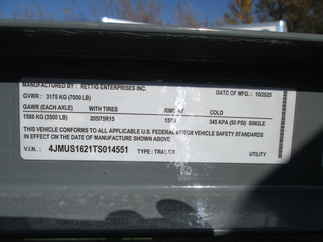 MANUFACTURED BY : RETTIG ENTERPRISES INC. DATE OF MFG. : 10/2025
GVWR : 3175 KG (7000 LB)
GAWR (EACH AXLE) WITH TIRES RIMS COLD
1588 KG (3500 LB) 205/75R15 345 KPA (50 PSI) SINGLE
THIS VEHICLE CONFORMS TO ALL APPLICABLE U.S. FEDERAL MOTOR VEHICLE SAFETY STANDARDS
IN EFFECT ON THE DATE OF MANUFACTURE SHOWN ABOVE
V.I.N. : 4JMUS1621TS014551 TYPE : TRAILER UTILITY